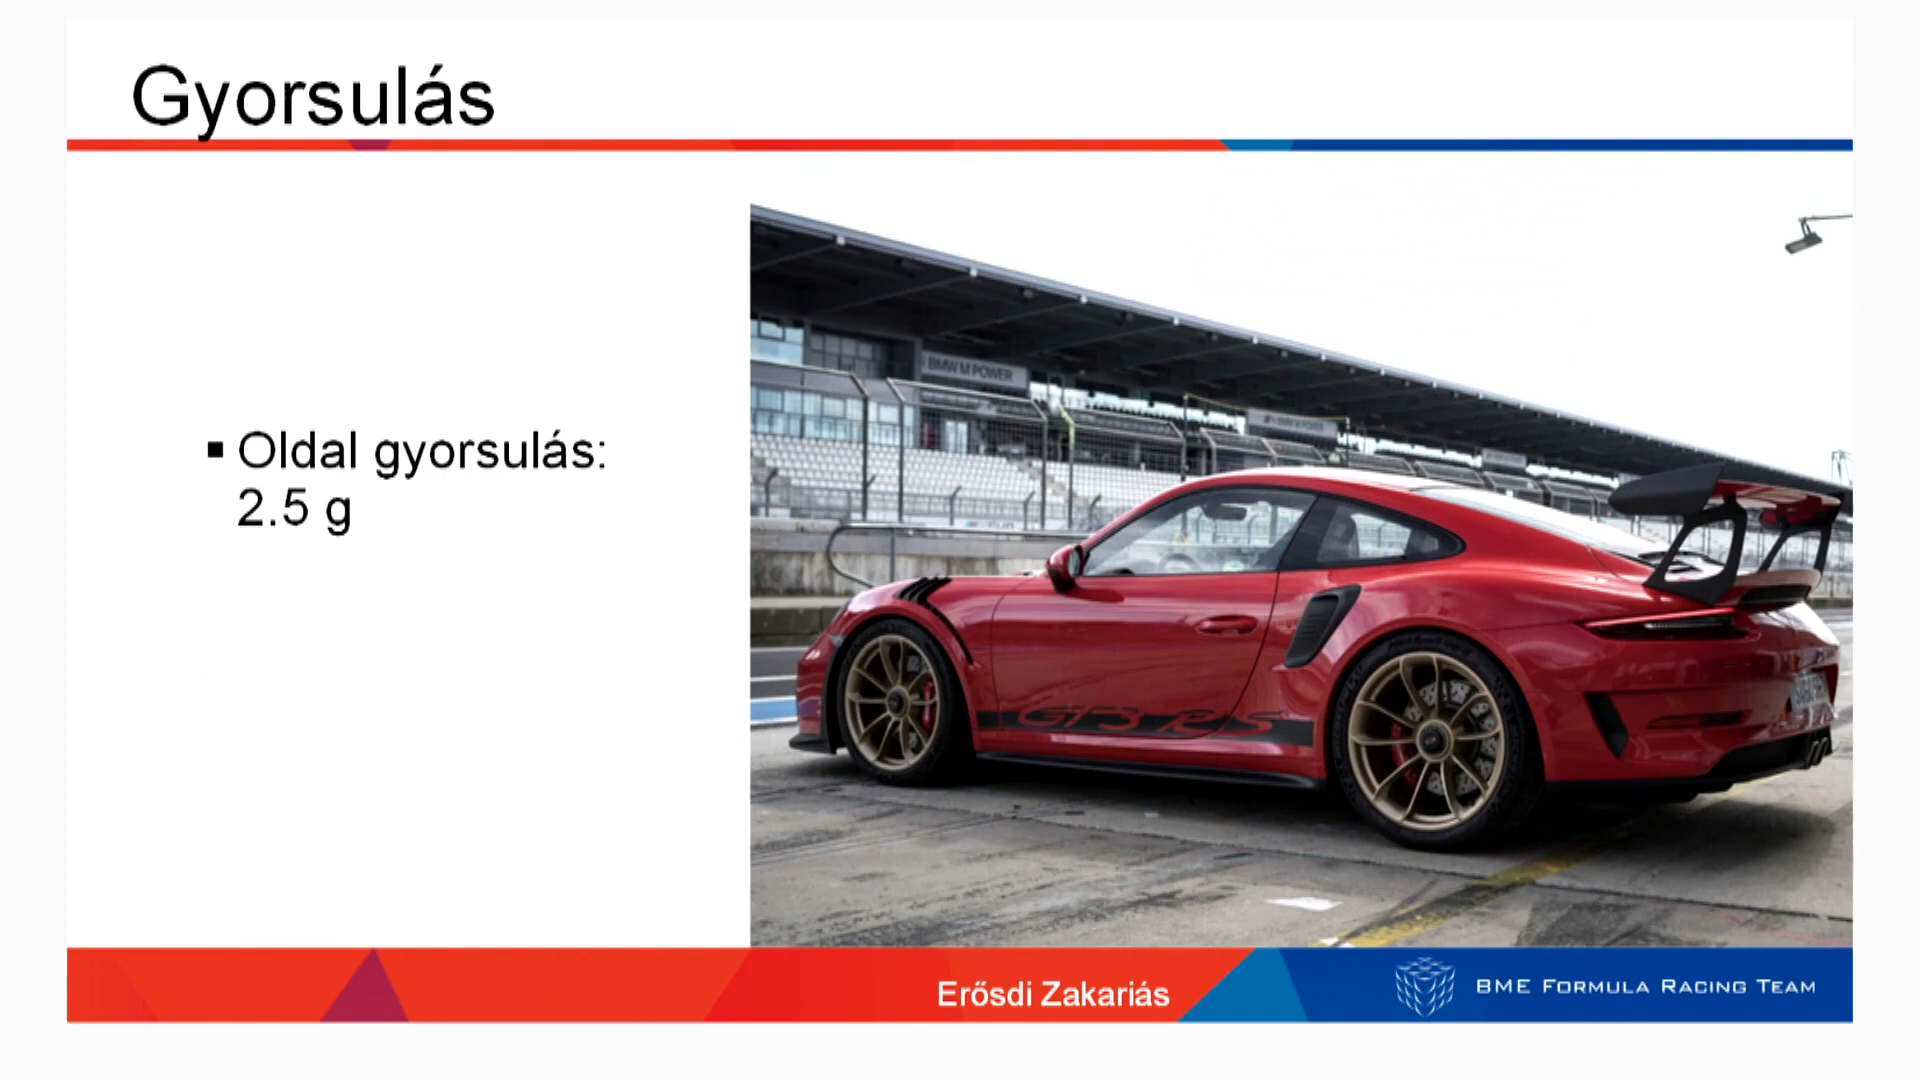 Gyorsulás
▪ Oldal gyorsulás:
2.5 g
BMW M POWER
GT3 RS
Erősdi Zakariás
BME FORMULA RACING TEAM